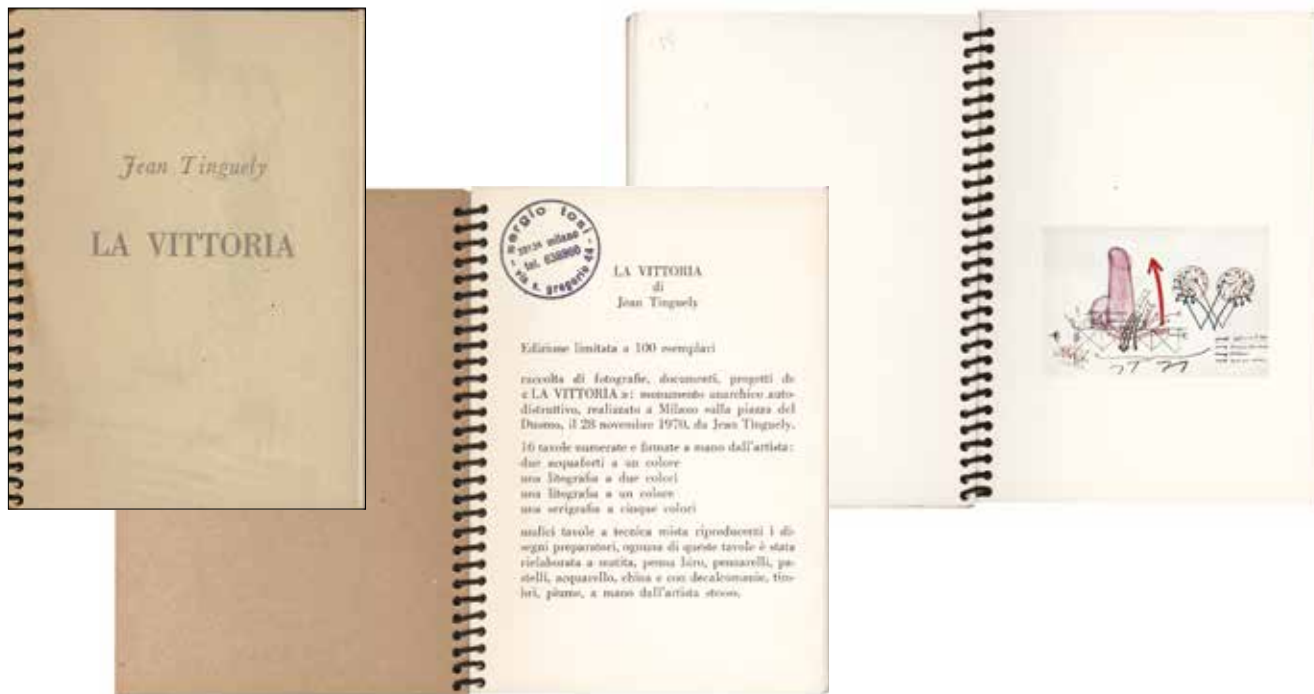 Jean Tinguely
LA VITTORIA
sergio tosi
20124 milano
tel. 638900
via s. gregorio 44
LA VITTORIA
di
Jean Tinguely
Edizione limitata a 100 esemplari
raccolta di fotografie, documenti, progetti de
« LA VITTORIA »: monumento anarchico auto-
distruttivo, realizzato a Milano sulla piazza del
Duomo, il 28 novembre 1970, da Jean Tinguely.
16 tavole numerate e firmate a mano dall'artista:
due acqueforti a un colore
una litografia a due colori
una litografia a un colore
una serigrafia a cinque colori
undici tavole a tecnica mista riproducenti i di-
segni preparatori, ognuna di queste tavole è stata
rielaborata a matita, penna biro, pennarelli, pa-
stelli, acquarello, china e con decalcomanie, tim-
bri, piume, a mano dall'artista stesso.